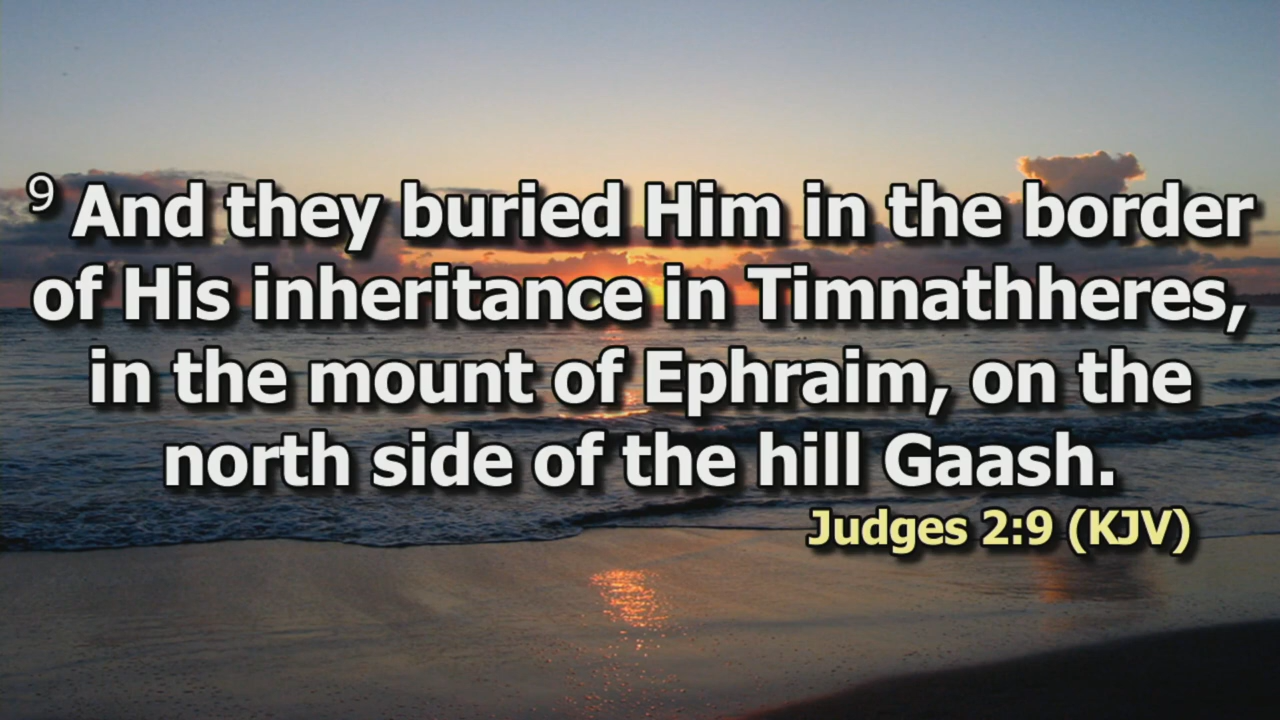 9 And they buried Him in the border
of His inheritance in Timnathheres,
in the mount of Ephraim, on the
north side of the hill Gaash.
Judges 2:9 (KJV)